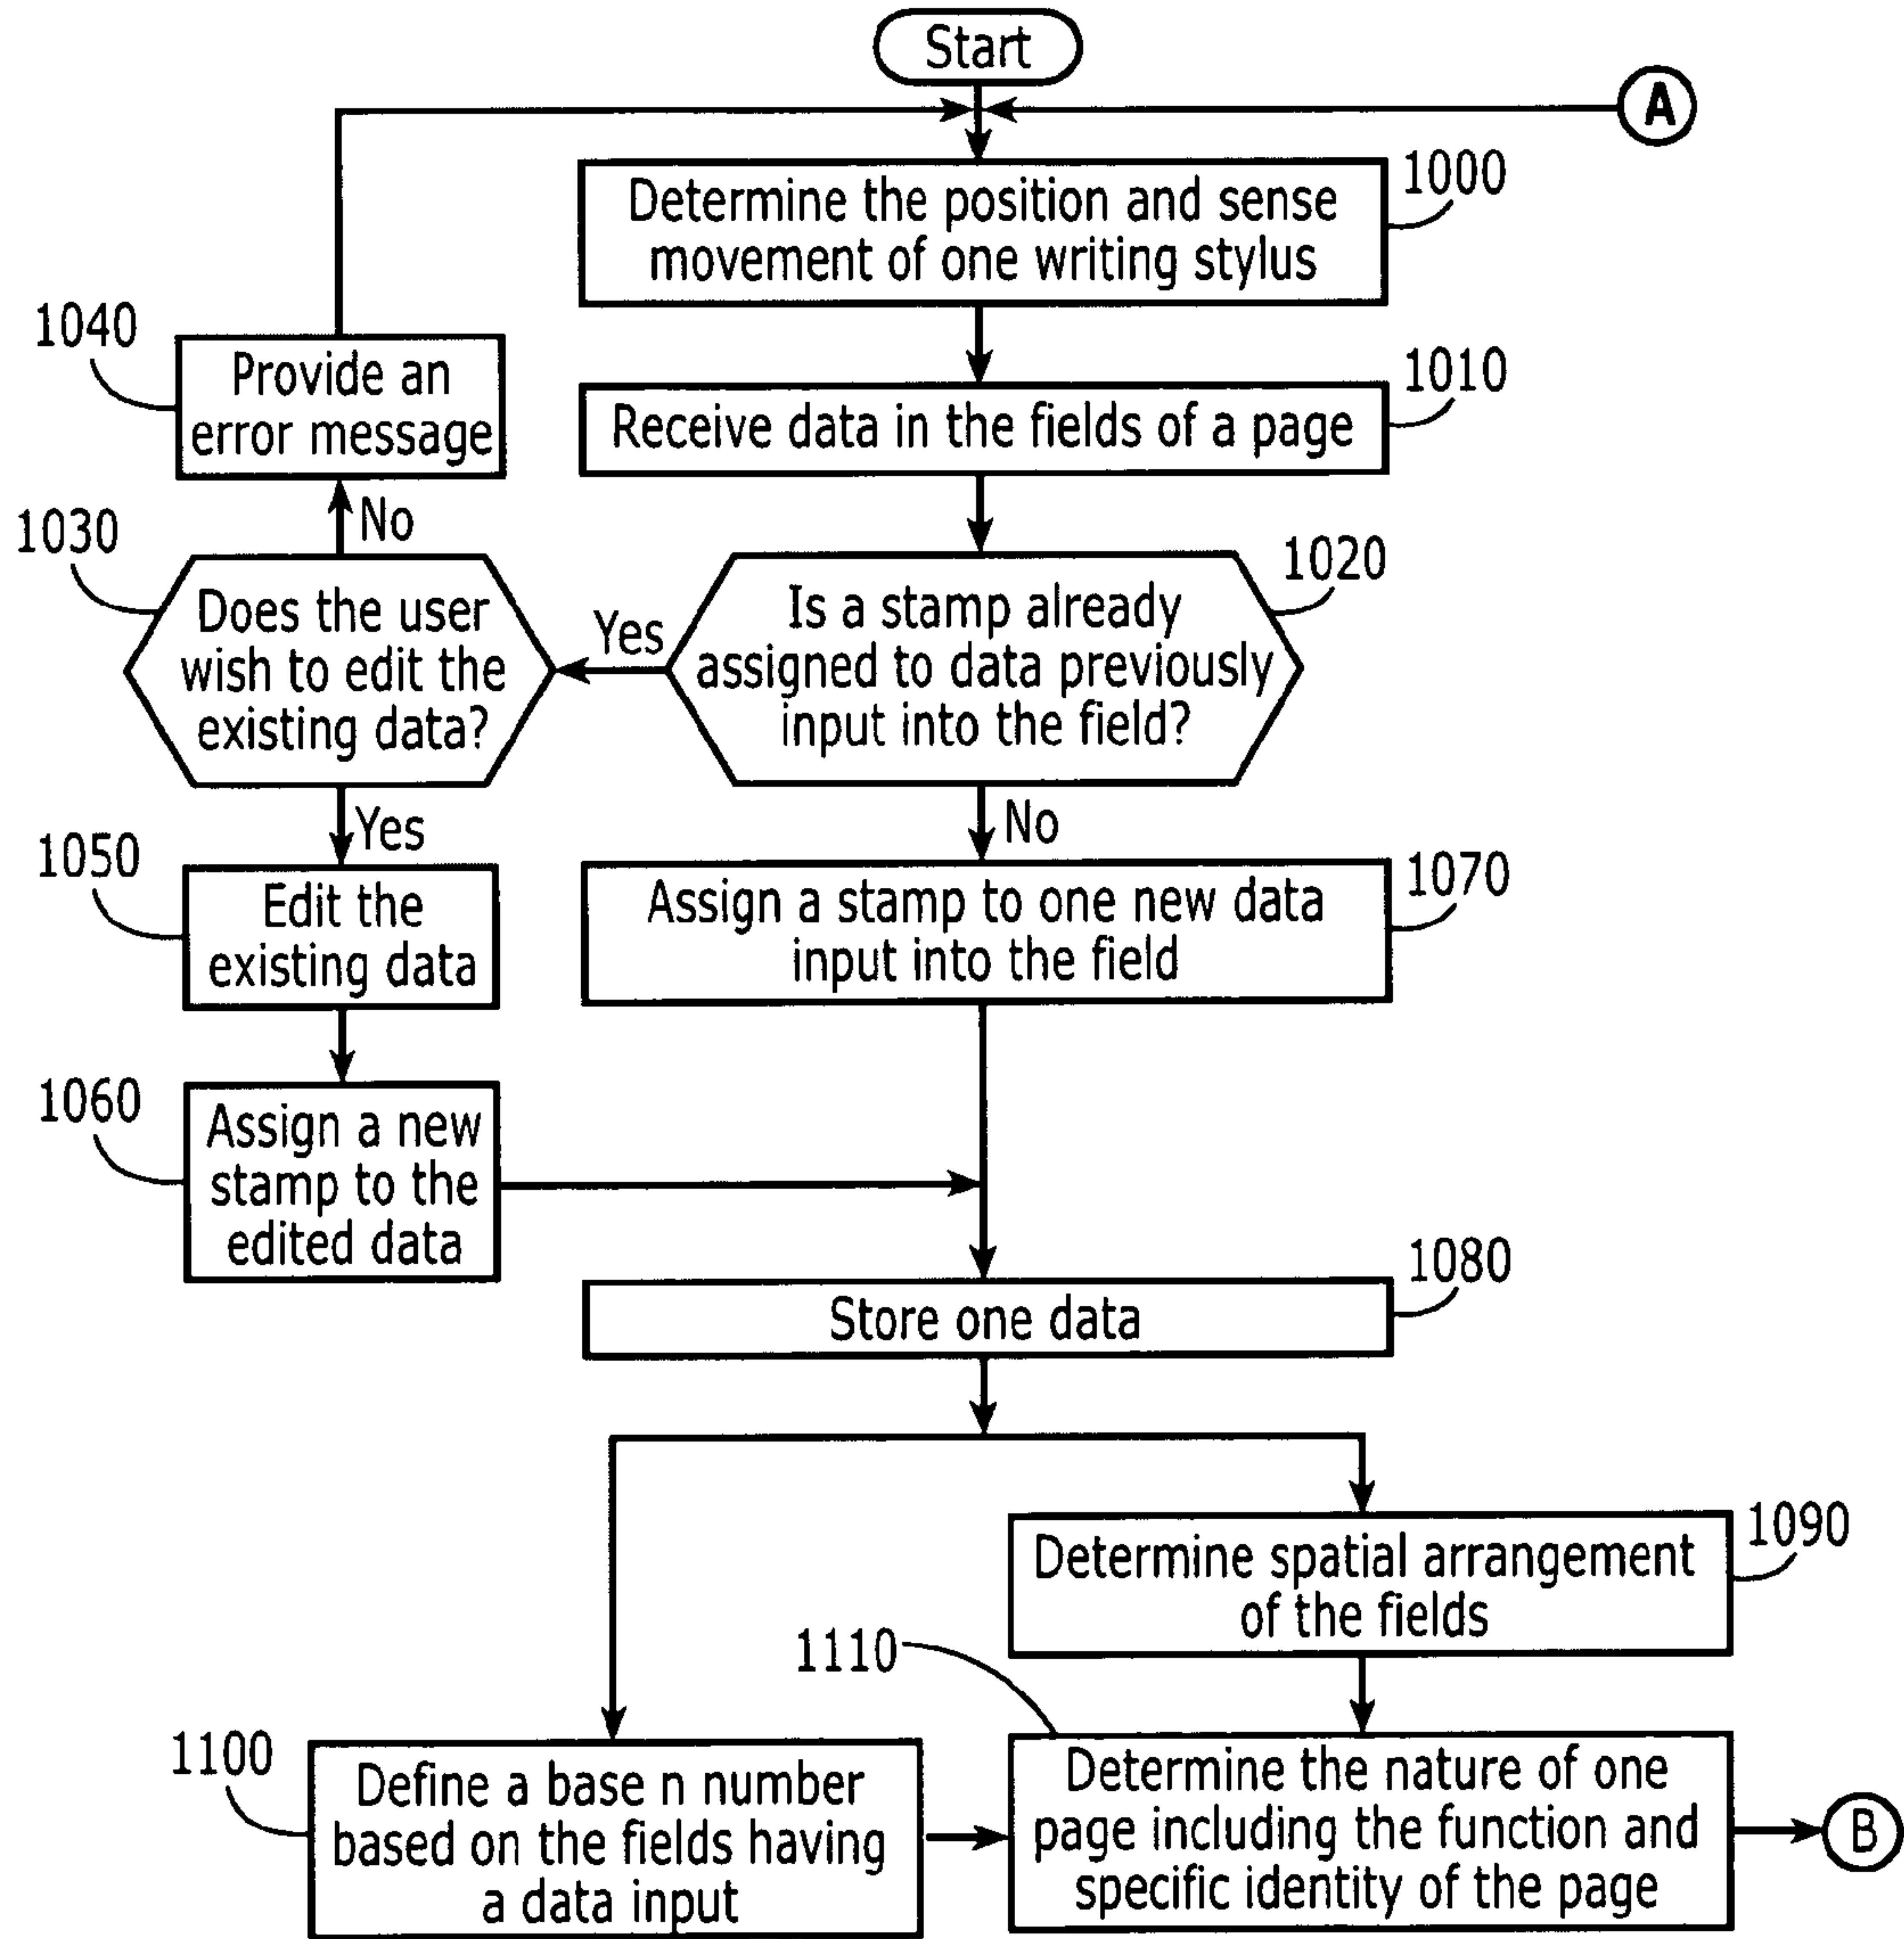 Start
A
1000
Determine the position and sense
movement of one writing stylus
1040
Provide an
error message
1010
Receive data in the fields of a page
No
1030
Does the user
wish to edit the
existing data?
Yes
1020
Is a stamp already
assigned to data previously
input into the field?
Yes
No
1050
Edit the
existing data
1070
Assign a stamp to one new data
input into the field
1060
Assign a new
stamp to the
edited data
1080
Store one data
1090
Determine spatial arrangement
of the fields
1110
1100
Define a base n number
based on the fields having
a data input
Determine the nature of one
page including the function and
specific identity of the page
B